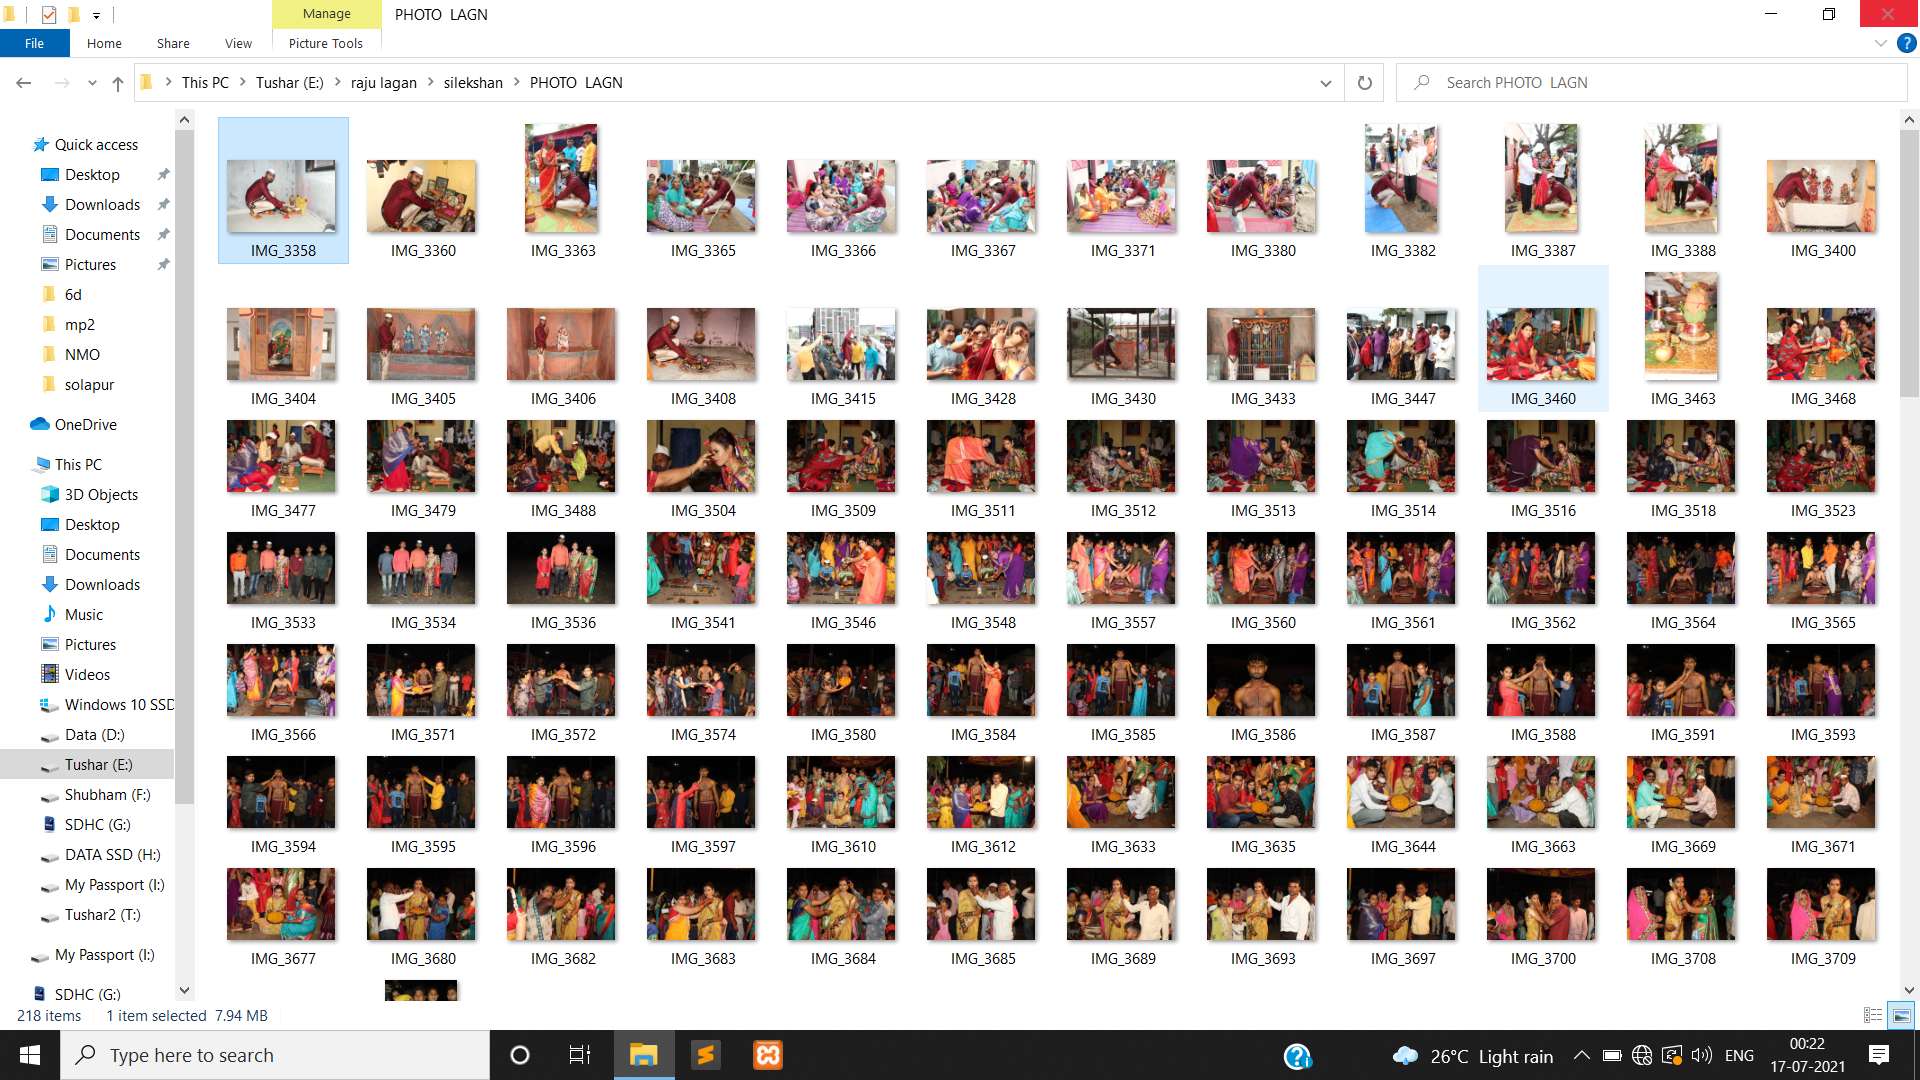 Manage
PHOTO  LAGN
File
Home
Share
View
Picture Tools
This PC
Tushar (E:)
raju lagan
silekshan
PHOTO  LAGN
Search PHOTO  LAGN
Quick access
Desktop
Downloads
Documents
Pictures
6d
mp2
NMO
solapur
OneDrive
This PC
3D Objects
Desktop
Documents
Downloads
Music
Pictures
Videos
Windows 10 SSD
Data (D:)
Tushar (E:)
Shubham (F:)
SDHC (G:)
DATA SSD (H:)
My Passport (I:)
Tushar2 (T:)
My Passport (I:)
SDHC (G:)
IMG_3358 IMG_3360 IMG_3363 IMG_3365 IMG_3366 IMG_3367 IMG_3371 IMG_3380 IMG_3382 IMG_3387 IMG_3388 IMG_3400
IMG_3404 IMG_3405 IMG_3406 IMG_3408 IMG_3415 IMG_3428 IMG_3430 IMG_3433 IMG_3447 IMG_3460 IMG_3463 IMG_3468
IMG_3477 IMG_3479 IMG_3488 IMG_3504 IMG_3509 IMG_3511 IMG_3512 IMG_3513 IMG_3514 IMG_3516 IMG_3518 IMG_3523
IMG_3533 IMG_3534 IMG_3536 IMG_3541 IMG_3546 IMG_3548 IMG_3557 IMG_3560 IMG_3561 IMG_3562 IMG_3564 IMG_3565
IMG_3566 IMG_3571 IMG_3572 IMG_3574 IMG_3580 IMG_3584 IMG_3585 IMG_3586 IMG_3587 IMG_3588 IMG_3591 IMG_3593
IMG_3594 IMG_3595 IMG_3596 IMG_3597 IMG_3610 IMG_3612 IMG_3633 IMG_3635 IMG_3644 IMG_3663 IMG_3669 IMG_3671
IMG_3677 IMG_3680 IMG_3682 IMG_3683 IMG_3684 IMG_3685 IMG_3689 IMG_3693 IMG_3697 IMG_3700 IMG_3708 IMG_3709
218 items 1 item selected 7.94 MB
Type here to search
26°C Light rain
ENG
00:22
17-07-2021